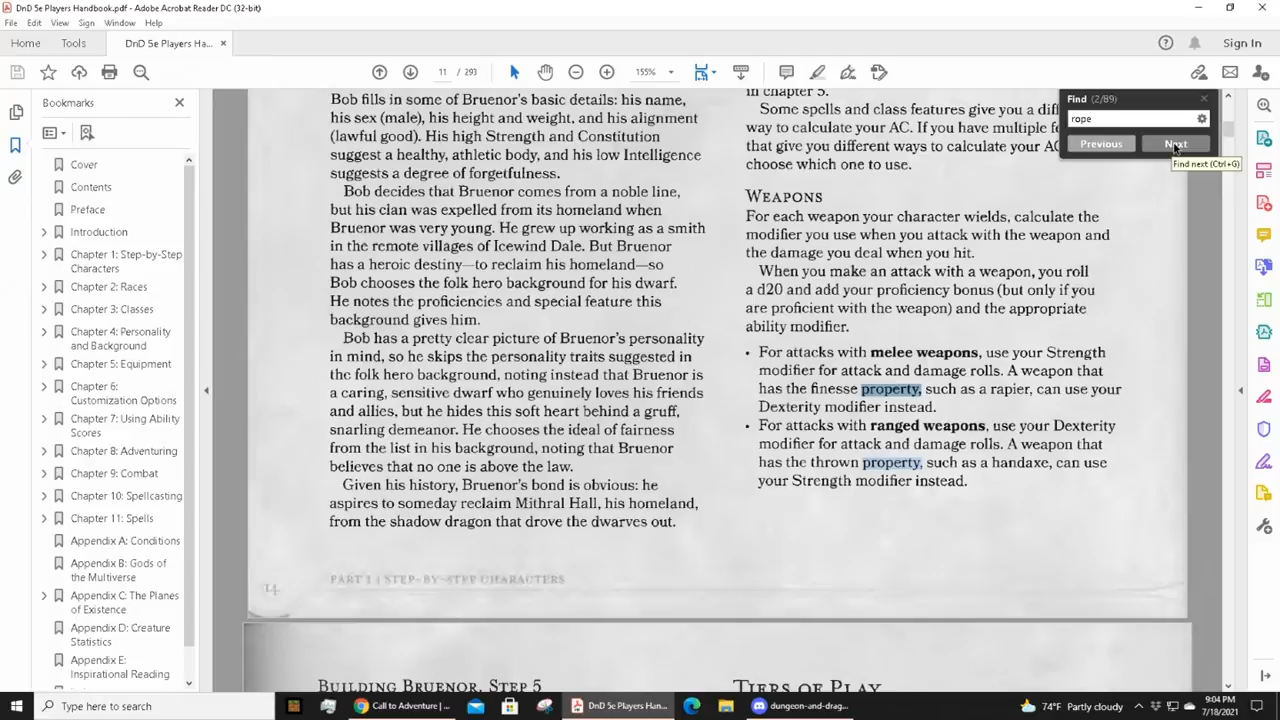 DnD 5e Players Handbook.pdf - Adobe Acrobat Reader DC (32-bit)
File Edit View Sign Window Help
Home Tools DnD 5e Players Ha... × Sign In
11 / 293 155%
Bookmarks
Cover
Contents
Preface
Introduction
Chapter 1: Step-by-Step
Characters
Chapter 2: Races
Chapter 3: Classes
Chapter 4: Personality
and Background
Chapter 5: Equipment
Chapter 6:
Customization Options
Chapter 7: Using Ability
Scores
Chapter 8: Adventuring
Chapter 9: Combat
Chapter 10: Spellcasting
Chapter 11: Spells
Appendix A: Conditions
Appendix B: Gods of
the Multiverse
Appendix C: The Planes
of Existence
Appendix D: Creature
Statistics
Appendix E:
Inspirational Reading
Bob fills in some of Bruenor's basic details: his name,
his sex (male), his height and weight, and his alignment
(lawful good). His high Strength and Constitution
suggest a healthy, athletic body, and his low Intelligence
suggests a degree of forgetfulness.
Bob decides that Bruenor comes from a noble line,
but his clan was expelled from its homeland when
Bruenor was very young. He grew up working as a smith
in the remote villages of Icewind Dale. But Bruenor
has a heroic destiny—to reclaim his homeland—so
Bob chooses the folk hero background for his dwarf.
He notes the proficiencies and special feature this
background gives him.
Bob has a pretty clear picture of Bruenor's personality
in mind, so he skips the personality traits suggested in
the folk hero background, noting instead that Bruenor is
a caring, sensitive dwarf who genuinely loves his friends
and allies, but he hides this soft heart behind a gruff,
snarling demeanor. He chooses the ideal of fairness
from the list in his background, noting that Bruenor
believes that no one is above the law.
Given his history, Bruenor's bond is obvious: he
aspires to someday reclaim Mithral Hall, his homeland,
from the shadow dragon that drove the dwarves out.
14 PART 1 | STEP-BY-STEP CHARACTERS
in chapter 5.
Some spells and class features give you a dif
way to calculate your AC. If you have multiple fe
that give you different ways to calculate your AC
choose which one to use.
WEAPONS
For each weapon your character wields, calculate the
modifier you use when you attack with the weapon and
the damage you deal when you hit.
When you make an attack with a weapon, you roll
a d20 and add your proficiency bonus (but only if you
are proficient with the weapon) and the appropriate
ability modifier.
• For attacks with melee weapons, use your Strength
modifier for attack and damage rolls. A weapon that
has the finesse property, such as a rapier, can use your
Dexterity modifier instead.
• For attacks with ranged weapons, use your Dexterity
modifier for attack and damage rolls. A weapon that
has the thrown property, such as a handaxe, can use
your Strength modifier instead.
BUILDING BRUENOR, STEP 5
TIERS OF PLAY
Find (2/89)
rope
Previous Next
Find next (Ctrl+G)
Type here to search
Call to Adventure | ...
DnD 5e Players Han...
dungeon-and-drag...
74°F Partly cloudy
9:04 PM
7/18/2021